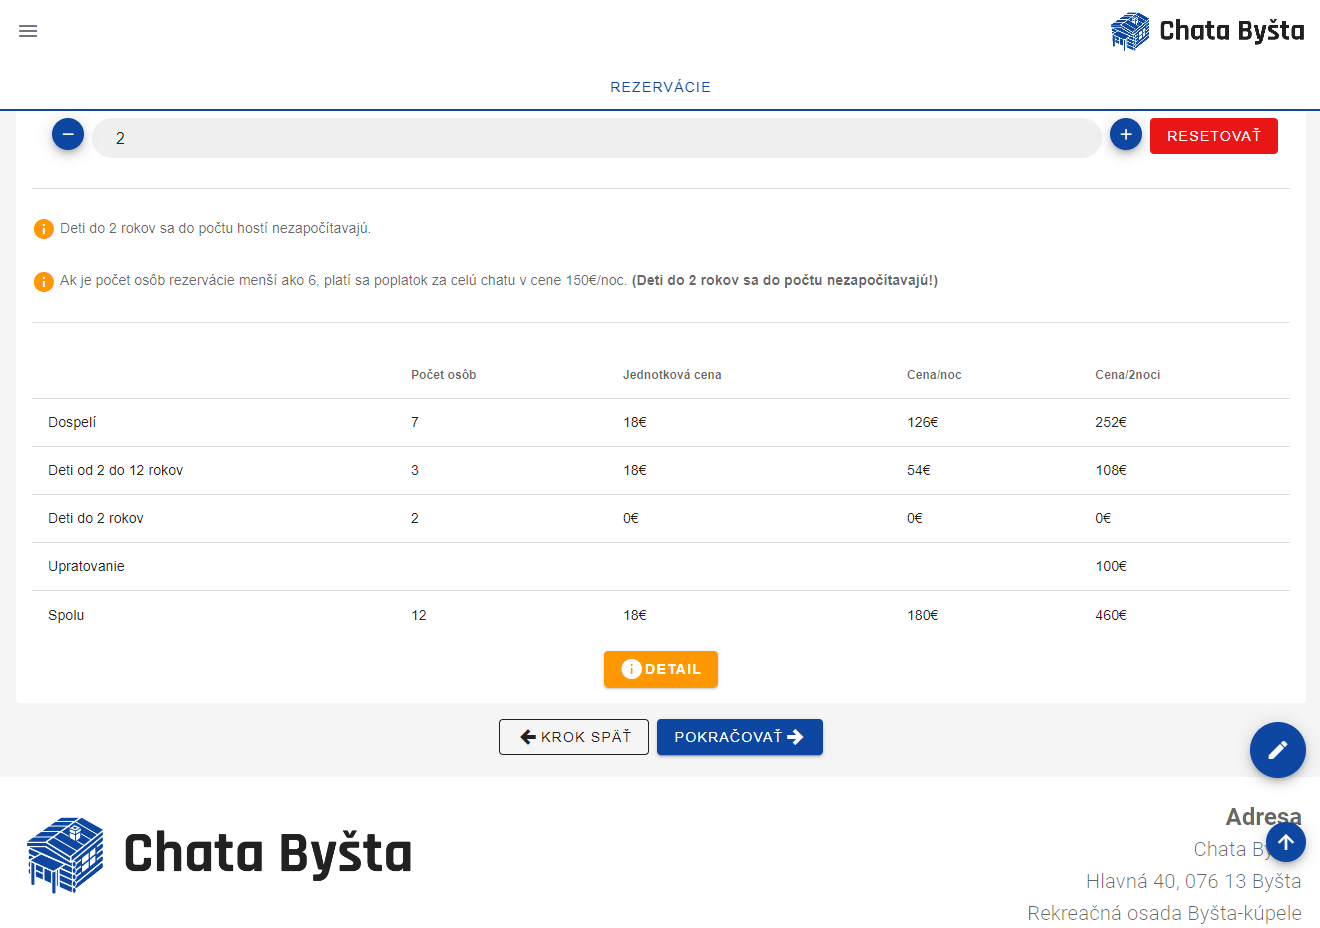 Chata Byšta
REZERVÁCIE
2
RESETOVAŤ
Deti do 2 rokov sa do počtu hostí nezapočítavajú.
Ak je počet osôb rezervácie menší ako 6, platí sa poplatok za celú chatu v cene 150€/noc. (Deti do 2 rokov sa do počtu nezapočítavajú!)
Počet osôb Jednotková cena Cena/noc Cena/2noci
Dospelí 7 18€ 126€ 252€
Deti od 2 do 12 rokov 3 18€ 54€ 108€
Deti do 2 rokov 2 0€ 0€ 0€
Upratovanie 100€
Spolu 12 18€ 180€ 460€
DETAIL
KROK SPÄŤ POKRAČOVAŤ
Chata Byšta
Adresa
Chata
Hlavná 40, 076 13 Byšta
Rekreačná osada Byšta-kúpele